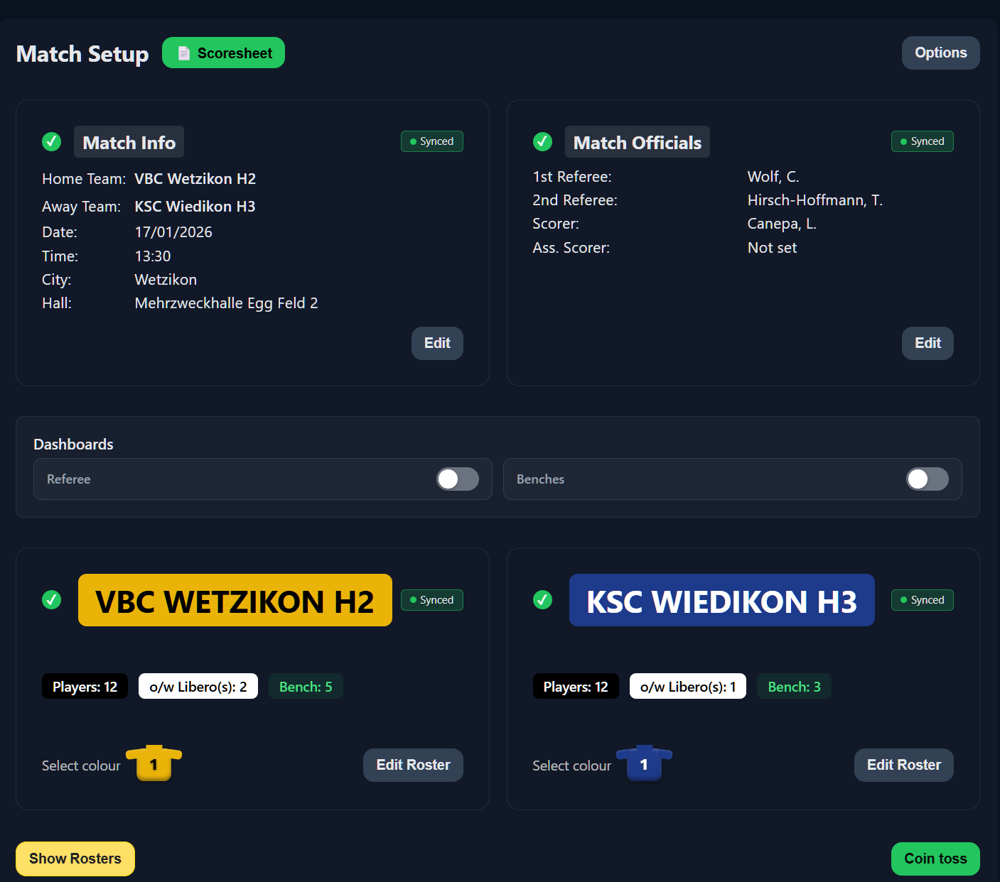 Match Setup
Scoresheet
Options
Match Info
Synced
Home Team: VBC Wetzikon H2
Away Team: KSC Wiedikon H3
Date: 17/01/2026
Time: 13:30
City: Wetzikon
Hall: Mehrzweckhalle Egg Feld 2
Edit
Match Officials
Synced
1st Referee: Wolf, C.
2nd Referee: Hirsch-Hoffmann, T.
Scorer: Canepa, L.
Ass. Scorer: Not set
Edit
Dashboards
Referee
Benches
VBC WETZIKON H2
Synced
Players: 12
o/w Libero(s): 2
Bench: 5
Select colour
1
Edit Roster
KSC WIEDIKON H3
Synced
Players: 12
o/w Libero(s): 1
Bench: 3
Select colour
1
Edit Roster
Show Rosters
Coin toss